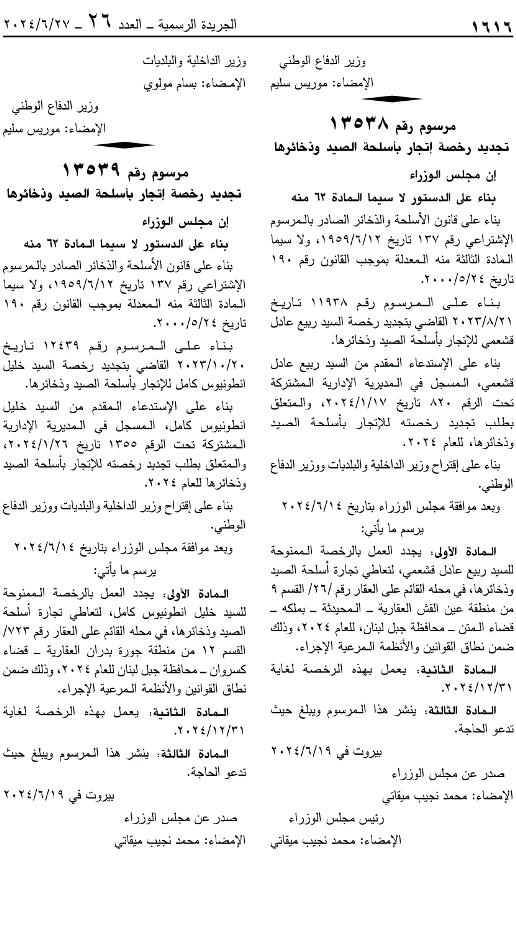 ١٦١٦
الجريدة الرسمية ــ العدد ٢٦ ــ ٢٠٢٤/٦/٢٧
وزير الدفاع الوطني
الإمضاء: موريس سليم
مرسوم رقم ١٣٥٣٨
تجديد رخصة إتجار بأسلحة الصيد وذخائرها
إن مجلس الوزراء
بناء على الدستور لا سيما المادة ٦٢ منه
بناء على قانون الأسلحة والذخائر الصادر بالمرسوم
الإشتراعي رقم ١٣٧ تاريخ ١٩٥٩/٦/١٢، ولا سيما
المادة الثالثة منه المعدلة بموجب القانون رقم ١٩٠
تاريخ ٢٠٠٠/٥/٢٤.
بناء على المرسوم رقم ١١٩٣٨ تاريخ
٢٠٢٣/٨/٢١ القاضي بتجديد رخصة السيد ربيع عادل
قشعمي للإتجار بأسلحة الصيد وذخائرها.
بناء على الإستدعاء المقدم من السيد ربيع عادل
قشعمي، المسجل في المديرية الإدارية المشتركة
تحت الرقم ٨٢٠ تاريخ ٢٠٢٤/١/١٧، والمتعلق
بطلب تجديد رخصته للإتجار بأسلحة الصيد
وذخائرها، للعام ٢٠٢٤.
بناء على إقتراح وزير الداخلية والبلديات ووزير الدفاع
الوطني.
وبعد موافقة مجلس الوزراء بتاريخ ٢٠٢٤/٦/١٤
يرسم ما يأتي:
المادة الأولى: يجدد العمل بالرخصة الممنوحة
للسيد ربيع عادل قشعمي، لتعاطي تجارة أسلحة الصيد
وذخائرها، في محله القائم على العقار رقم /٢٦/ القسم ٩
من منطقة عين القش العقارية ــ المحيدثة ــ بملكه ــ
قضاء المتن ــ محافظة جبل لبنان، للعام ٢٠٢٤، وذلك
ضمن نطاق القوانين والأنظمة المرعية الإجراء.
المادة الثانية: يعمل بهذه الرخصة لغاية
٢٠٢٤/١٢/٣١.
المادة الثالثة: ينشر هذا المرسوم ويبلغ حيث
تدعو الحاجة.
بيروت في ٢٠٢٤/٦/١٩
صدر عن مجلس الوزراء
الإمضاء: محمد نجيب ميقاتي
رئيس مجلس الوزراء
الإمضاء: محمد نجيب ميقاتي
وزير الداخلية والبلديات
الإمضاء: بسام مولوي
وزير الدفاع الوطني
الإمضاء: موريس سليم
مرسوم رقم ١٣٥٣٩
تجديد رخصة إتجار بأسلحة الصيد وذخائرها
إن مجلس الوزراء
بناء على الدستور لا سيما المادة ٦٢ منه
بناء على قانون الأسلحة والذخائر الصادر بالمرسوم
الإشتراعي رقم ١٣٧ تاريخ ١٩٥٩/٦/١٢، ولا سيما
المادة الثالثة منه المعدلة بموجب القانون رقم ١٩٠
تاريخ ٢٠٠٠/٥/٢٤.
بناء على المرسوم رقم ١٢٤٣٩ تاريخ
٢٠٢٣/١٠/٢٠ القاضي بتجديد رخصة السيد خليل
انطونيوس كامل للإتجار بأسلحة الصيد وذخائرها.
بناء على الإستدعاء المقدم من السيد خليل
انطونيوس كامل، المسجل في المديرية الإدارية
المشتركة تحت الرقم ١٣٥٥ تاريخ ٢٠٢٤/١/٢٦،
والمتعلق بطلب تجديد رخصته للإتجار بأسلحة الصيد
وذخائرها للعام ٢٠٢٤.
بناء على إقتراح وزير الداخلية والبلديات ووزير الدفاع
الوطني.
وبعد موافقة مجلس الوزراء بتاريخ ٢٠٢٤/٦/١٤
يرسم ما يأتي:
المادة الأولى: يجدد العمل بالرخصة الممنوحة
للسيد خليل انطونيوس كامل، لتعاطي تجارة أسلحة
الصيد وذخائرها، في محله القائم على العقار رقم /٧٢٣
القسم ١٢ من منطقة جورة بدران العقارية ــ قضاء
كسروان ــ محافظة جبل لبنان للعام ٢٠٢٤، وذلك ضمن
نطاق القوانين والأنظمة المرعية الإجراء.
المادة الثانية: يعمل بهذه الرخصة لغاية
٢٠٢٤/١٢/٣١.
المادة الثالثة: ينشر هذا المرسوم ويبلغ حيث
تدعو الحاجة.
بيروت في ٢٠٢٤/٦/١٩
صدر عن مجلس الوزراء
الإمضاء: محمد نجيب ميقاتي